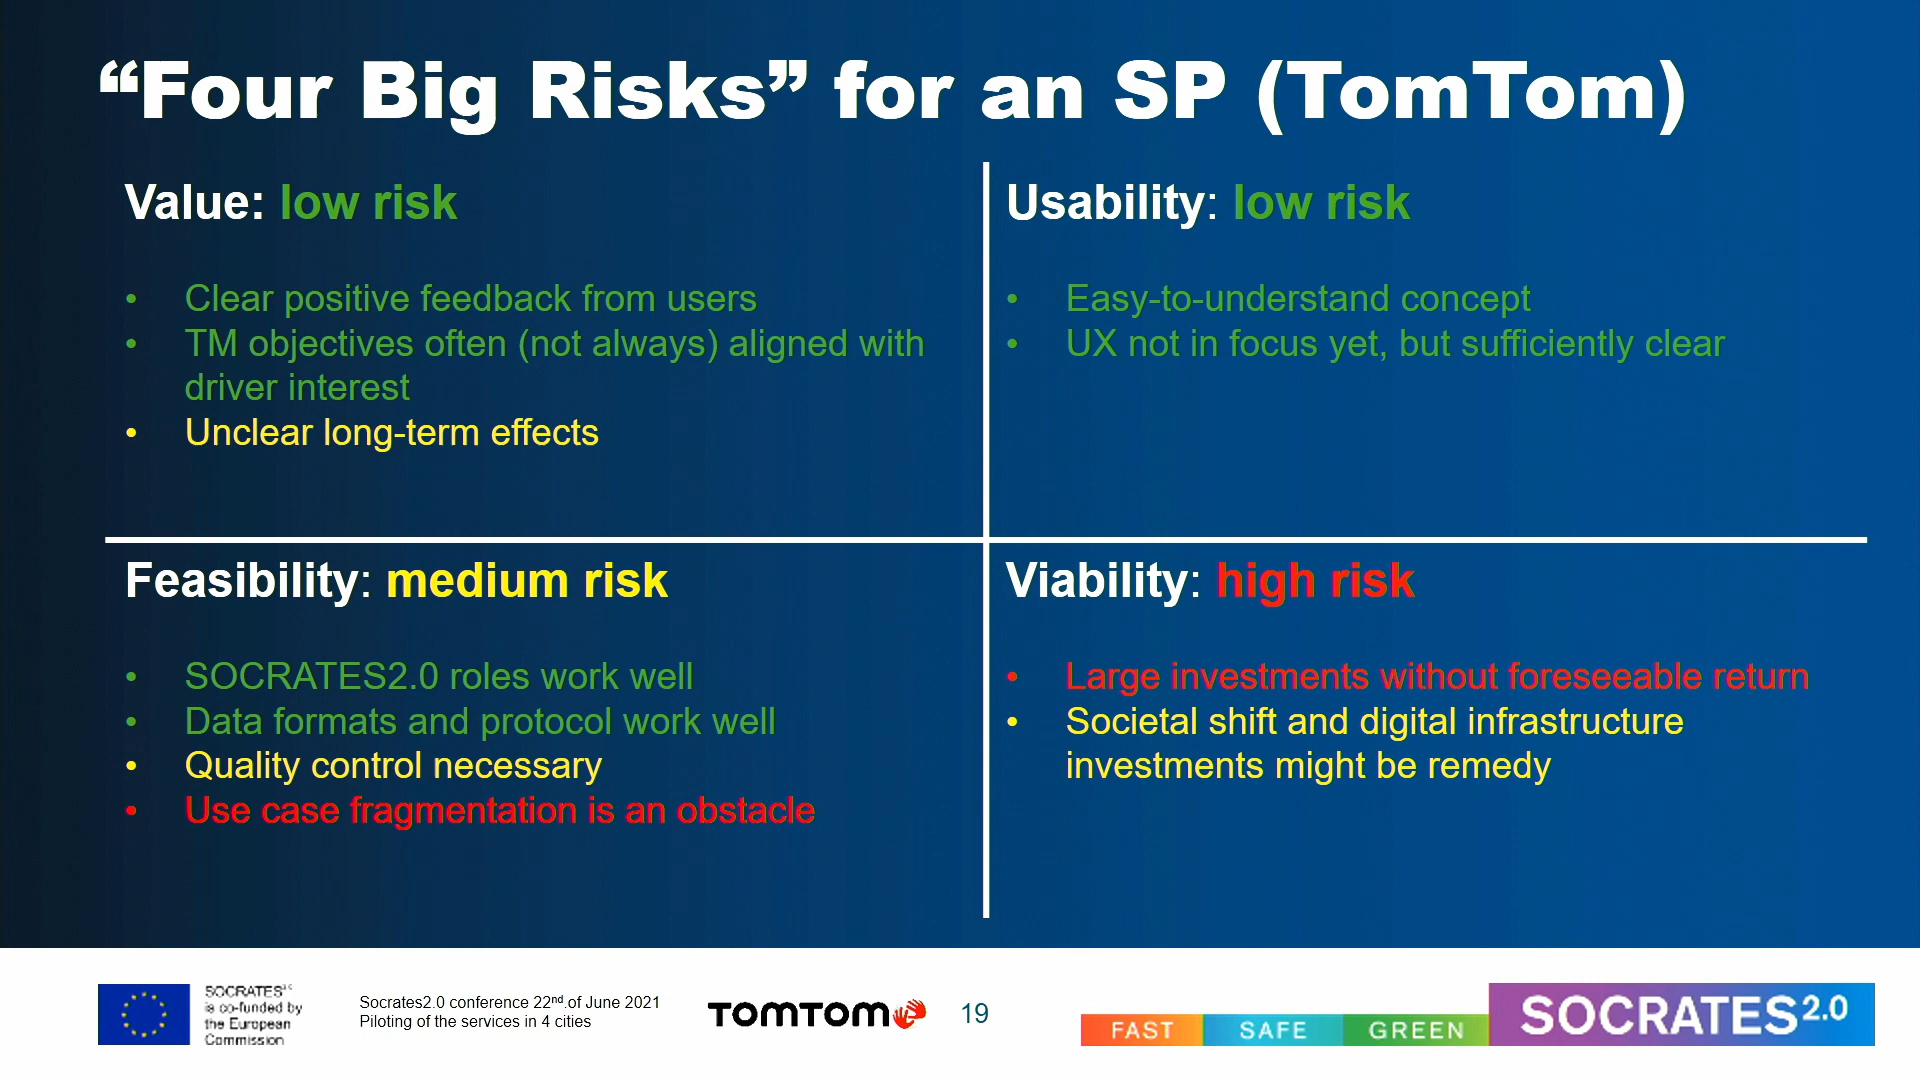 “Four Big Risks” for an SP (TomTom)
Value: low risk
• Clear positive feedback from users
• TM objectives often (not always) aligned with
driver interest
• Unclear long-term effects
Usability: low risk
• Easy-to-understand concept
• UX not in focus yet, but sufficiently clear
Feasibility: medium risk
• SOCRATES2.0 roles work well
• Data formats and protocol work well
• Quality control necessary
• Use case fragmentation is an obstacle
Viability: high risk
• Large investments without foreseeable return
• Societal shift and digital infrastructure
investments might be remedy
SOCRATES2.0
is co-funded by
the European
Commission
Socrates2.0 conference 22nd of June 2021
Piloting of the services in 4 cities
TOMTOM
19
FAST SAFE GREEN
SOCRATES2.0